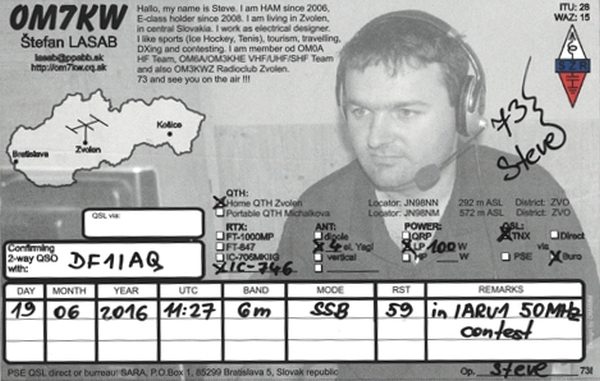 OM7KW
Štefan LASAB
lasab@ppabb.sk
http://om7kw.cq.sk
Hallo, my name is Steve. I am HAM since 2006,
E-class holder since 2008. I am living in Zvolen,
in central Slovakia. I work as electrical designer.
I like sports (Ice Hockey, Tenis), tourism, travelling,
DXing and contesting. I am member od OM0A
HF Team, OM6A/OM3KHE VHF/UHF/SHF Team
and also OM3KWZ Radioclub Zvolen.
73 and see you on the air !!!
ITU: 28
WAZ: 15
SZR
73!
Steve
Bratislava
Zvolen
Košice
QTH:
Home QTH Zvolen Locator: JN98NN 292 m ASL District: ZVO
Portable QTH Michalkova Locator: JN98NM 572 m ASL District: ZVO
QSL via:
RTX:
FT-1000MP
FT-847
IC-706MKIIG
IC-746
ANT:
dipole
4 el. Yagi
vertical
POWER:
QRP
LP 100 W
HP W
QSL:
TNX Direct
via
PSE Buro
Confirming
2-way QSO
with:
DF1IAQ
DAY MONTH YEAR UTC BAND MODE RST REMARKS
19 06 2016 11:27 6m SSB 59 in IARU1 50MHz
contest
PSE QSL direct or burreau: SARA, P.O.Box 1, 85299 Bratislava 5, Slovak republic
Op. Steve 73!